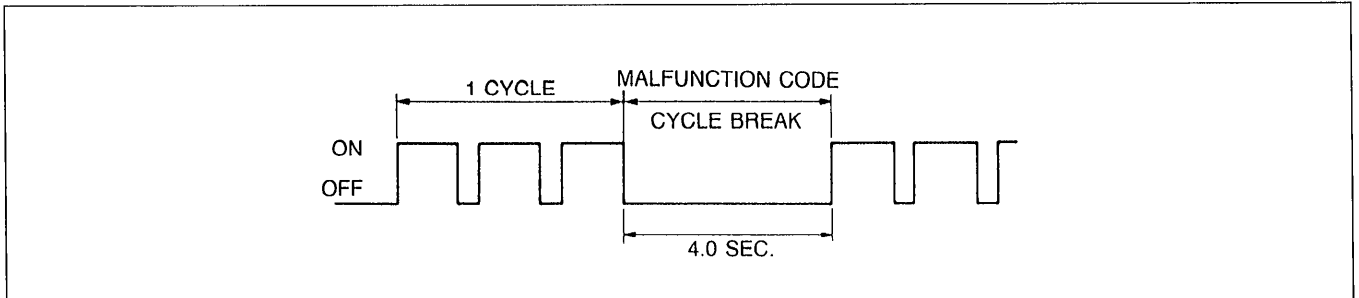 1 CYCLE
MALFUNCTION CODE
CYCLE BREAK
ON
OFF
4.0 SEC.